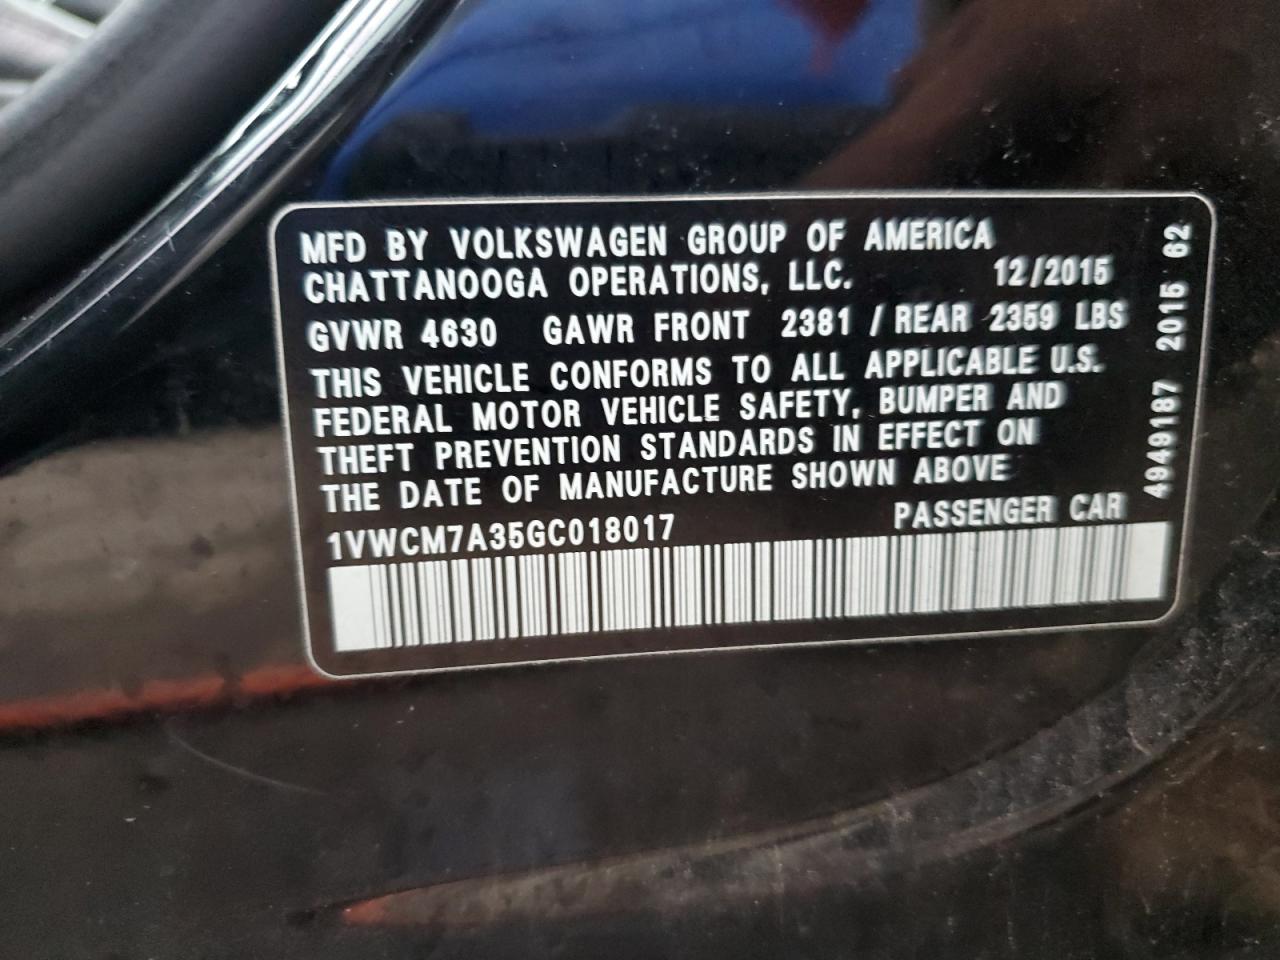 MFD BY VOLKSWAGEN GROUP OF AMERICA
CHATTANOOGA OPERATIONS, LLC. 12/2015
GVWR 4630 GAWR FRONT 2381 / REAR 2359 LBS
THIS VEHICLE CONFORMS TO ALL APPLICABLE U.S.
FEDERAL MOTOR VEHICLE SAFETY, BUMPER AND
THEFT PREVENTION STANDARDS IN EFFECT ON
THE DATE OF MANUFACTURE SHOWN ABOVE
1VWCM7A35GC018017 PASSENGER CAR
4949187 2015 62